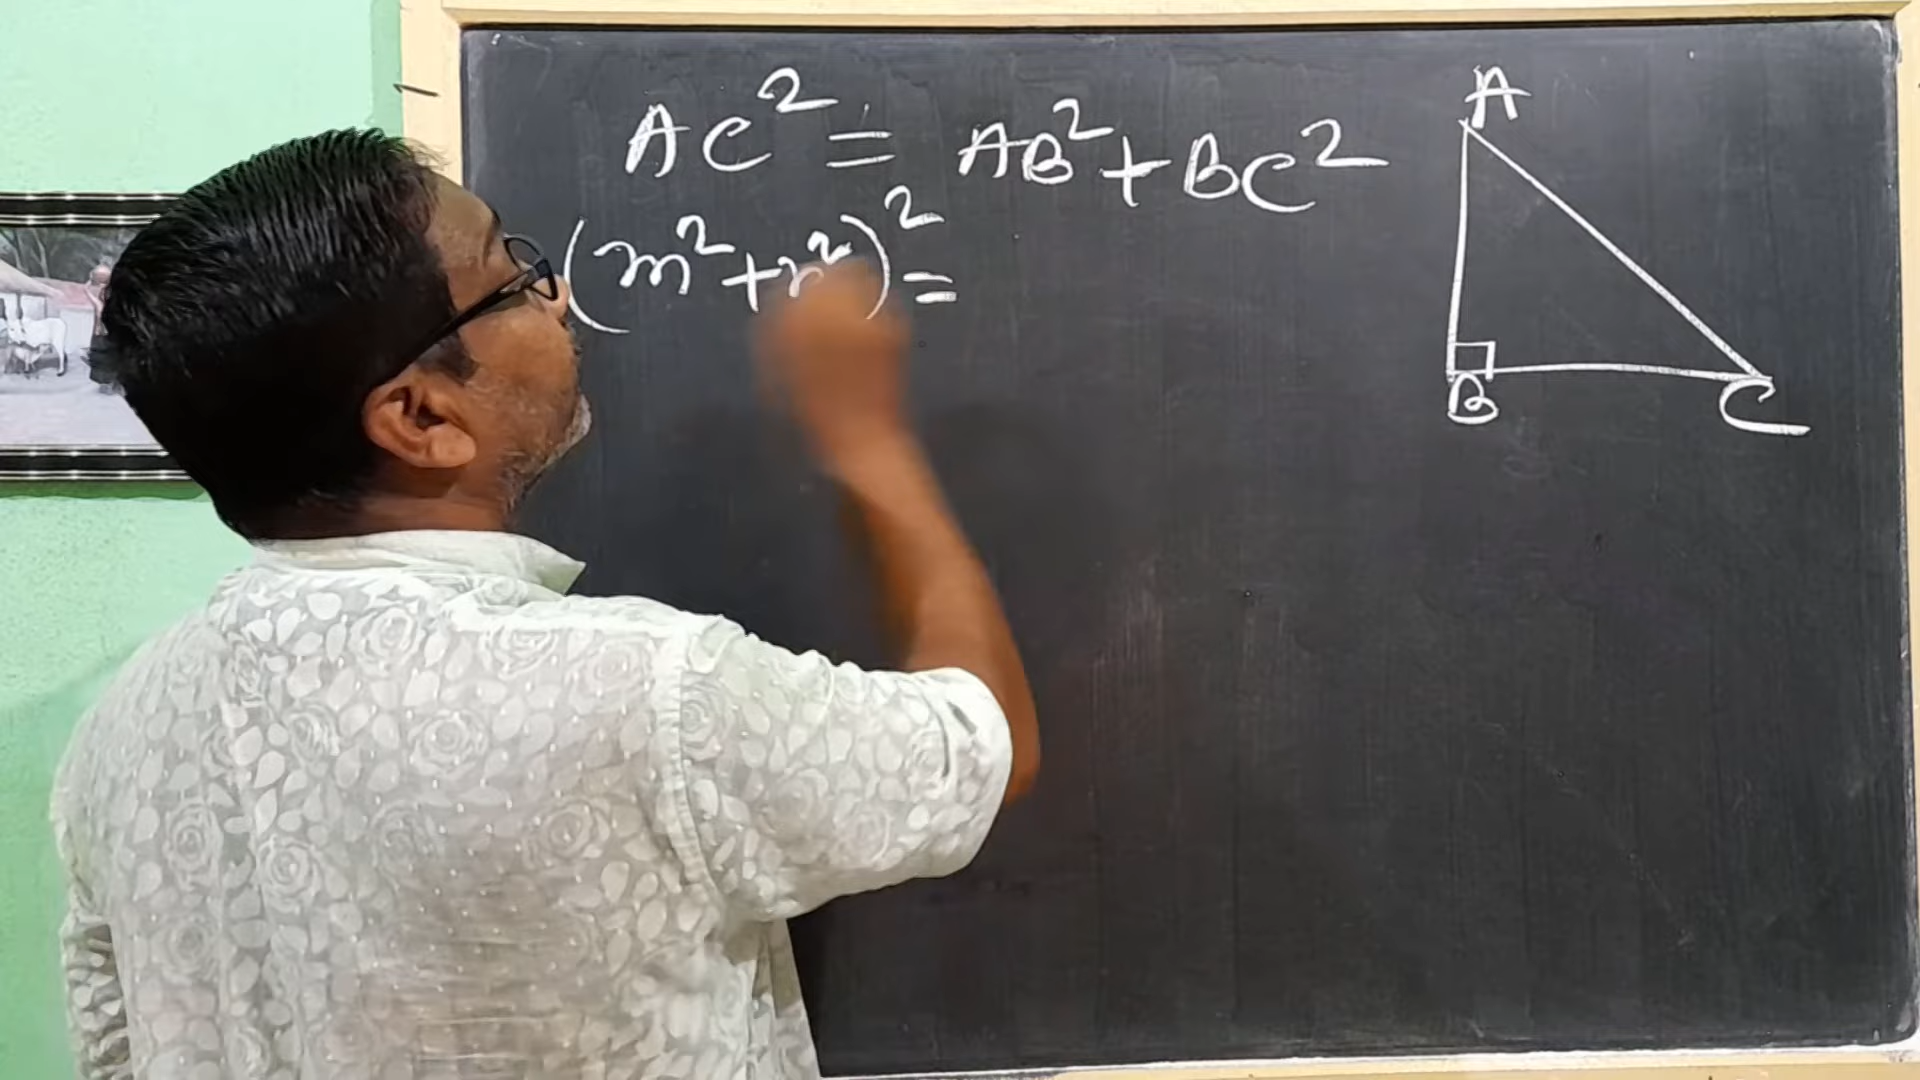 AC² = AB² + BC²
(m² + n²)² =
A
B
C